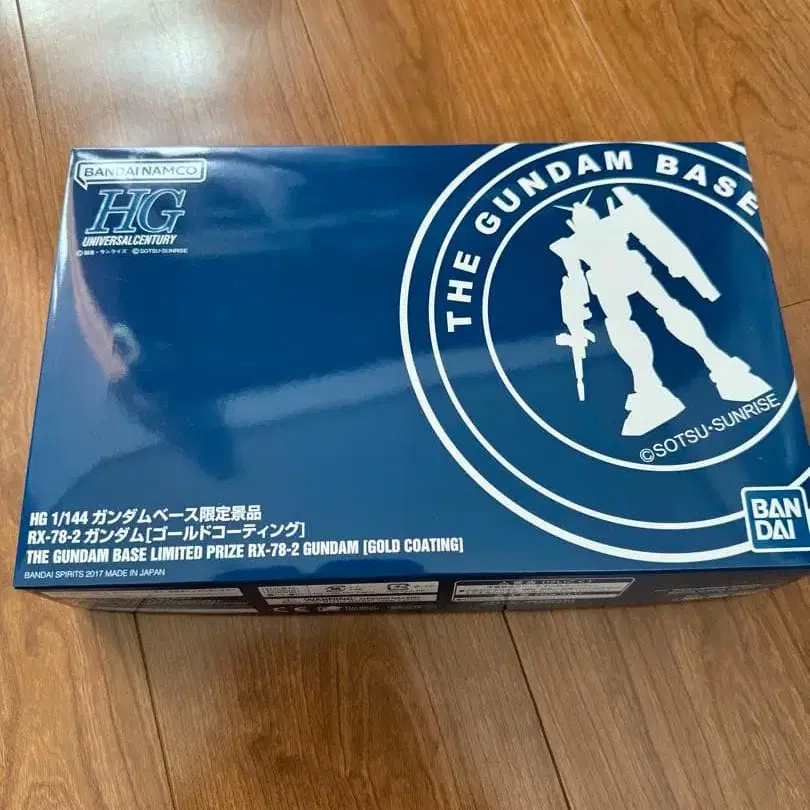 BANDAI NAMCO
HG
UNIVERSAL CENTURY
©創通・サンライズ ©SOTSU・SUNRISE
THE GUNDAM BASE
©SOTSU・SUNRISE
HG 1/144 ガンダムベース限定景品
RX-78-2 ガンダム[ゴールドコーティング]
THE GUNDAM BASE LIMITED PRIZE RX-78-2 GUNDAM [GOLD COATING]
BANDAI SPIRITS 2017 MADE IN JAPAN
BAN
DAI
WARNING